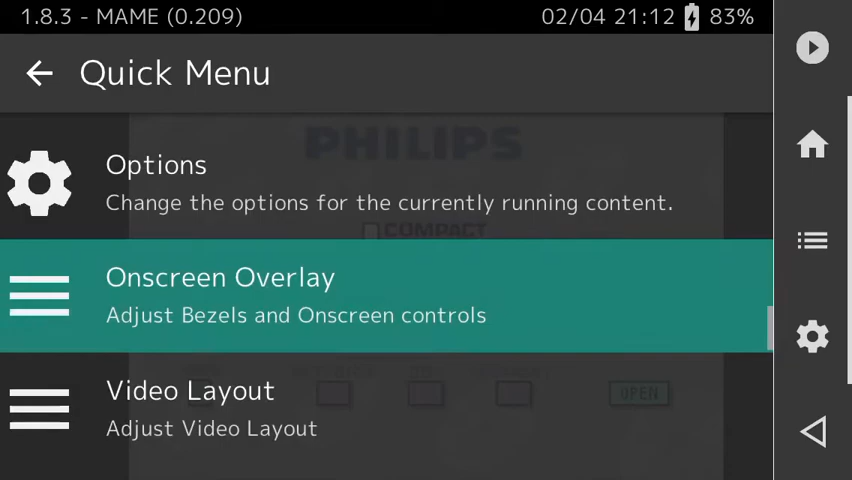 1.8.3 - MAME (0.209)
02/04 21:12 83%
Quick Menu
PHILIPS
Options
Change the options for the currently running content.
COMPACT
Onscreen Overlay
Adjust Bezels and Onscreen controls
Video Layout
OPEN
Adjust Video Layout